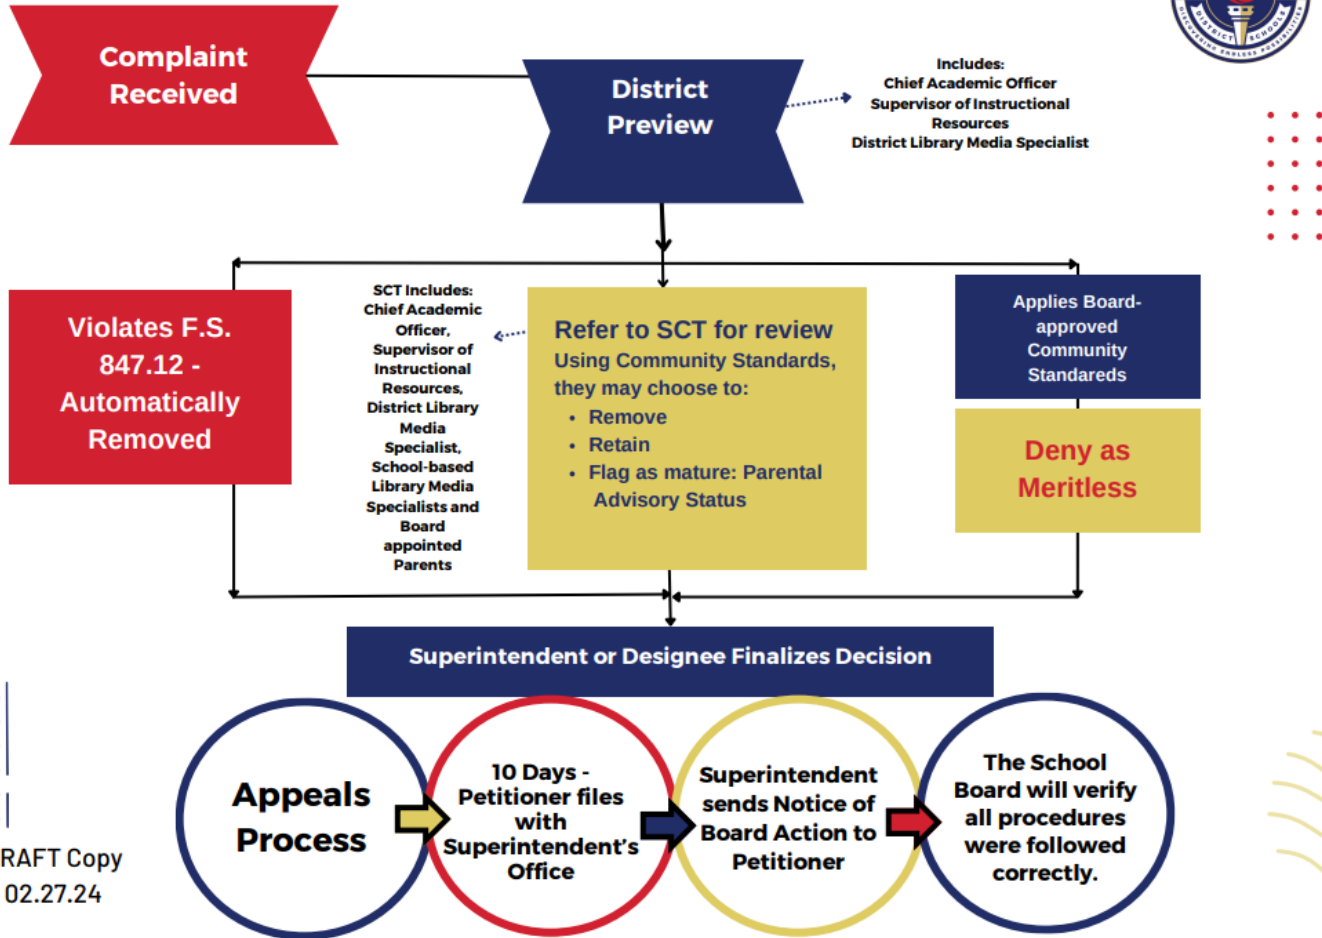 Complaint
Received
District
Preview
Includes:
Chief Academic Officer
Supervisor of Instructional
Resources
District Library Media Specialist
DISTRICT SCHOOLS
DISCOVERING ENDLESS POSSIBILITIES
Violates F.S.
847.12 -
Automatically
Removed
SCT Includes:
Chief Academic
Officer,
Supervisor of
Instructional
Resources,
District Library
Media
Specialist,
School-based
Library Media
Specialists and
Board
appointed
Parents
Refer to SCT for review
Using Community Standards,
they may choose to:
• Remove
• Retain
• Flag as mature: Parental
Advisory Status
Applies Board-
approved
Community
Standareds
Deny as
Meritless
Superintendent or Designee Finalizes Decision
Appeals
Process
10 Days -
Petitioner files
with
Superintendent's
Office
Superintendent
sends Notice of
Board Action to
Petitioner
The School
Board will verify
all procedures
were followed
correctly.
RAFT Copy
02.27.24